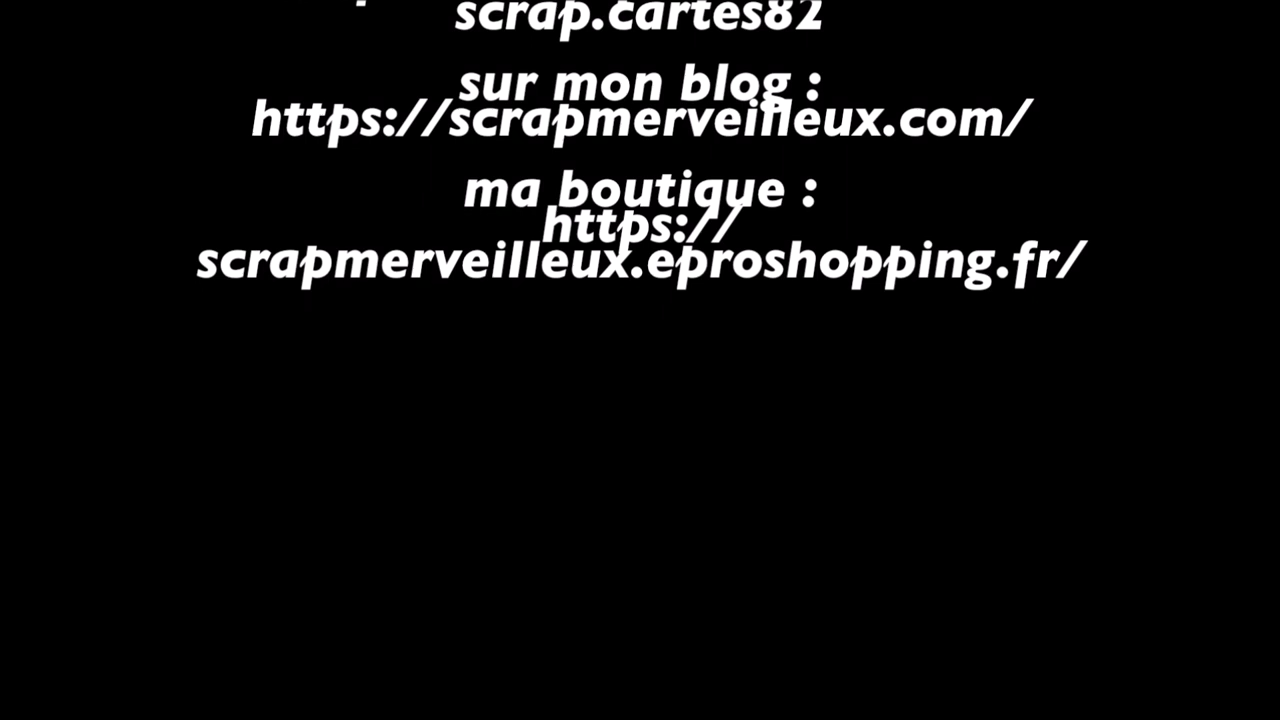 scrap.cartes82
sur mon blog :
https://scrapmerveilleux.com/
ma boutique :
https://
scrapmerveilleux.eproshopping.fr/